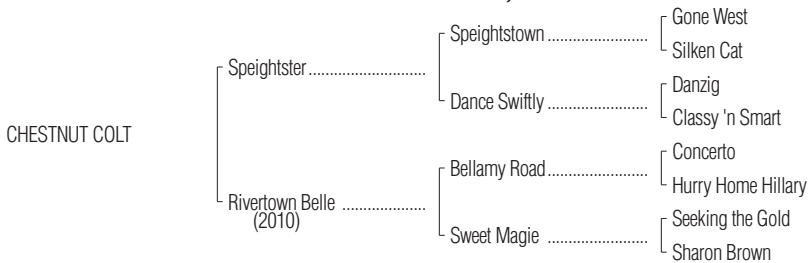 Gone West
Speightstown
Silken Cat
Speightster
Danzig
Dance Swiftly
Classy 'n Smart
CHESTNUT COLT
Concerto
Bellamy Road
Hurry Home Hillary
Rivertown Belle
(2010)
Seeking the Gold
Sweet Magie
Sharon Brown